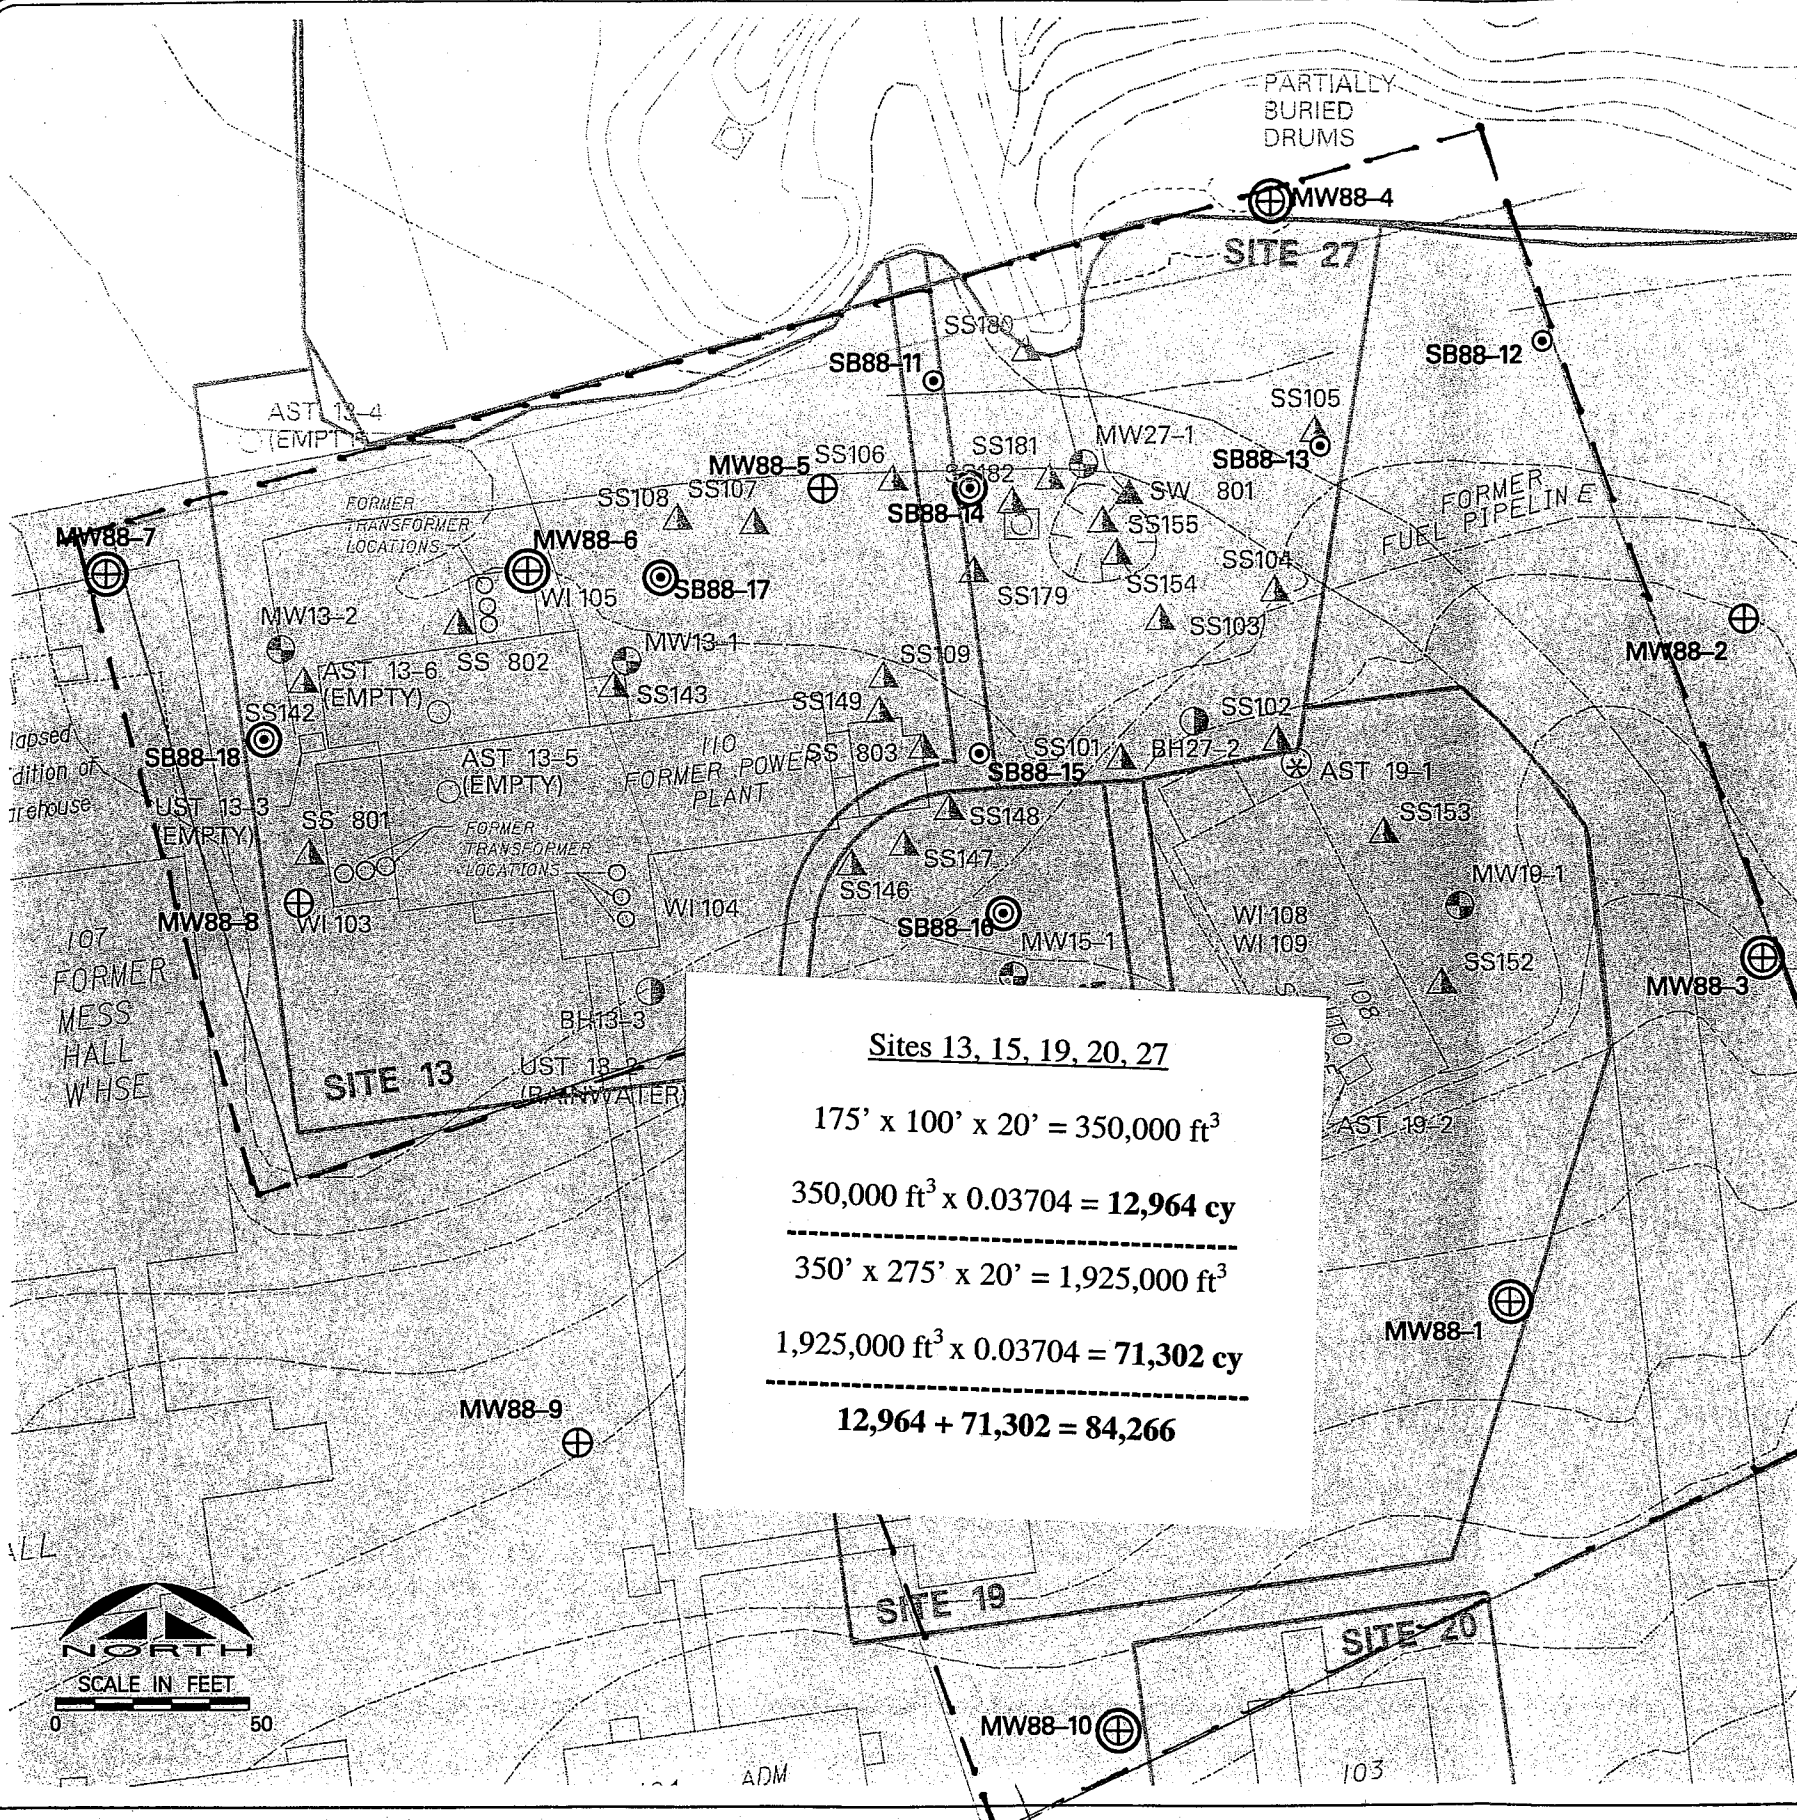 PARTIALLY
BURIED
DRUMS
MW88-4
SITE 27
SS180
SB88-11
SB88-12
SS105
AST 13-4
(EMPTY)
MW27-1
SS181
SS106
MW88-5
SB88-13
SS182
SW 801
SS107
SS108
FORMER
FUEL PIPELINE
FORMER
TRANSFORMER
LOCATIONS
SB88-14
SS155
MW88-7
MW88-6
SS104
SS154
SB88-17
WI 105
SS179
MW13-2
SS103
MW13-1
MW88-2
SS109
SS 802
AST 13-6
(EMPTY)
SS143
SS149
SS142
SS102
lapsed
dition of
rehouse
SB88-18
AST 13-5
(EMPTY)
110
FORMER POWER
PLANT
SS 803
SS101
BH27-2
SB88-15
AST 19-1
UST 13-3
(EMPTY)
SS 801
FORMER
TRANSFORMER
LOCATIONS
SS148
SS153
SS147
SS146
MW19-1
MW88-8
WI 103
WI 104
SB88-16
WI 108
WI 109
MW15-1
107
FORMER
MESS
HALL
W'HSE
SS152
MW88-3
108
BH13-3
SITE 13
UST 13-2
(RAINWATER)
AST 19-2
Sites 13, 15, 19, 20, 27
175' x 100' x 20' = 350,000 ft³
350,000 ft³ x 0.03704 = 12,964 cy
350' x 275' x 20' = 1,925,000 ft³
1,925,000 ft³ x 0.03704 = 71,302 cy
12,964 + 71,302 = 84,266
MW88-1
MW88-9
SITE 19
SITE 20
NORTH
SCALE IN FEET
0 50
MW88-10
ADM
103